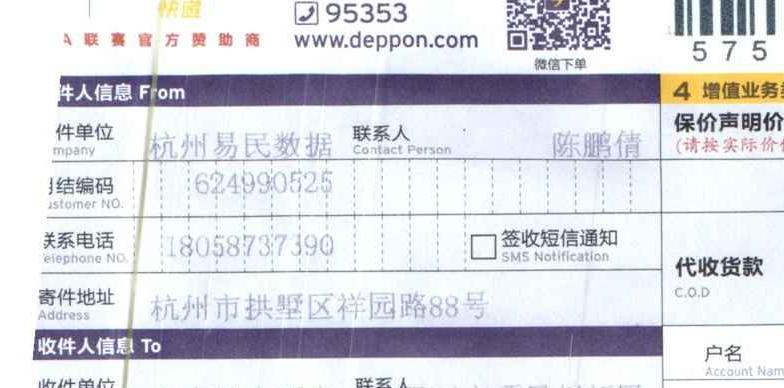 快递
A 联赛官方赞助商
95353
www.deppon.com
微信下单
575
件人信息 From
4 增值业务
件单位 杭州易民数据 联系人 陈鹏倩
mpany Contact Person
保价声明价
(请按实际价
结编码 624990525
ustomer NO.
系电话 18058737390 签收短信通知
elephone NO. SMS Notification
代收货款
C.O.D
寄件地址 杭州市拱墅区祥园路88号
Address
收件人信息 To
户名
Account Nam
收件单位 联系人